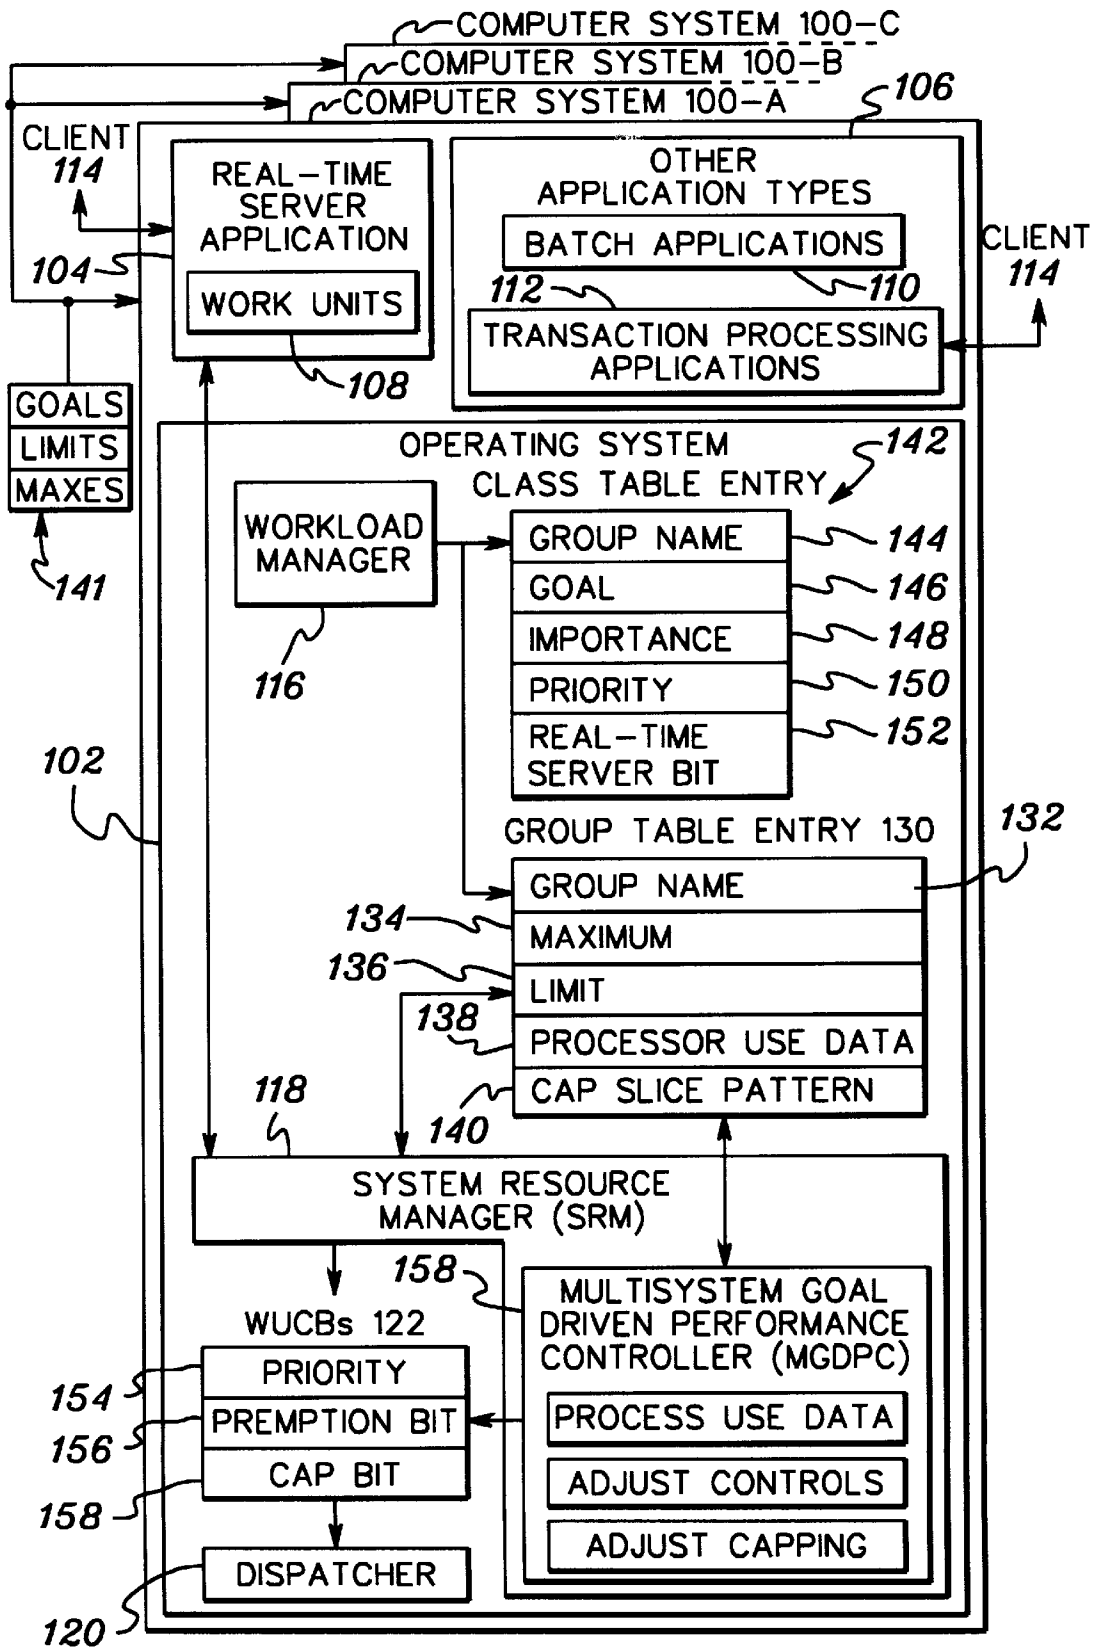 COMPUTER SYSTEM 100-C
COMPUTER SYSTEM 100-B
COMPUTER SYSTEM 100-A
106
CLIENT
114
REAL-TIME
SERVER
APPLICATION
104
WORK UNITS
108
OTHER
APPLICATION TYPES
BATCH APPLICATIONS
110
112
TRANSACTION PROCESSING
APPLICATIONS
CLIENT
114
GOALS
LIMITS
MAXES
141
OPERATING SYSTEM
142
CLASS TABLE ENTRY
WORKLOAD
MANAGER
116
GROUP NAME
144
GOAL
146
IMPORTANCE
148
PRIORITY
150
REAL-TIME
SERVER BIT
152
102
GROUP TABLE ENTRY 130
132
GROUP NAME
134
MAXIMUM
136
LIMIT
138
PROCESSOR USE DATA
CAP SLICE PATTERN
140
118
SYSTEM RESOURCE
MANAGER (SRM)
158
MULTISYSTEM GOAL
DRIVEN PERFORMANCE
CONTROLLER (MGDPC)
PROCESS USE DATA
ADJUST CONTROLS
ADJUST CAPPING
WUCBs 122
154
PRIORITY
156
PREMPTION BIT
158
CAP BIT
DISPATCHER
120